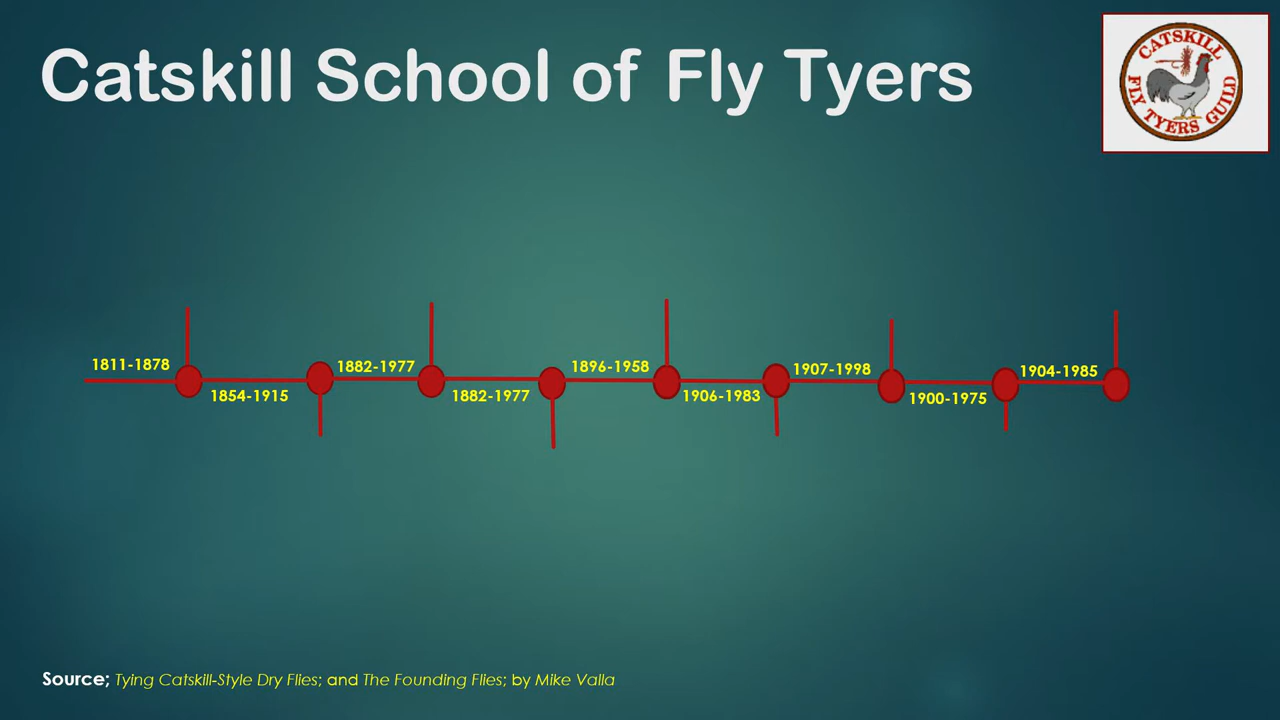 Catskill School of Fly Tyers
CATSKILL
FLY TYERS GUILD
1811-1878
1854-1915
1882-1977
1882-1977
1896-1958
1906-1983
1907-1998
1900-1975
1904-1985
Source; Tying Catskill-Style Dry Flies; and The Founding Flies; by Mike Valla